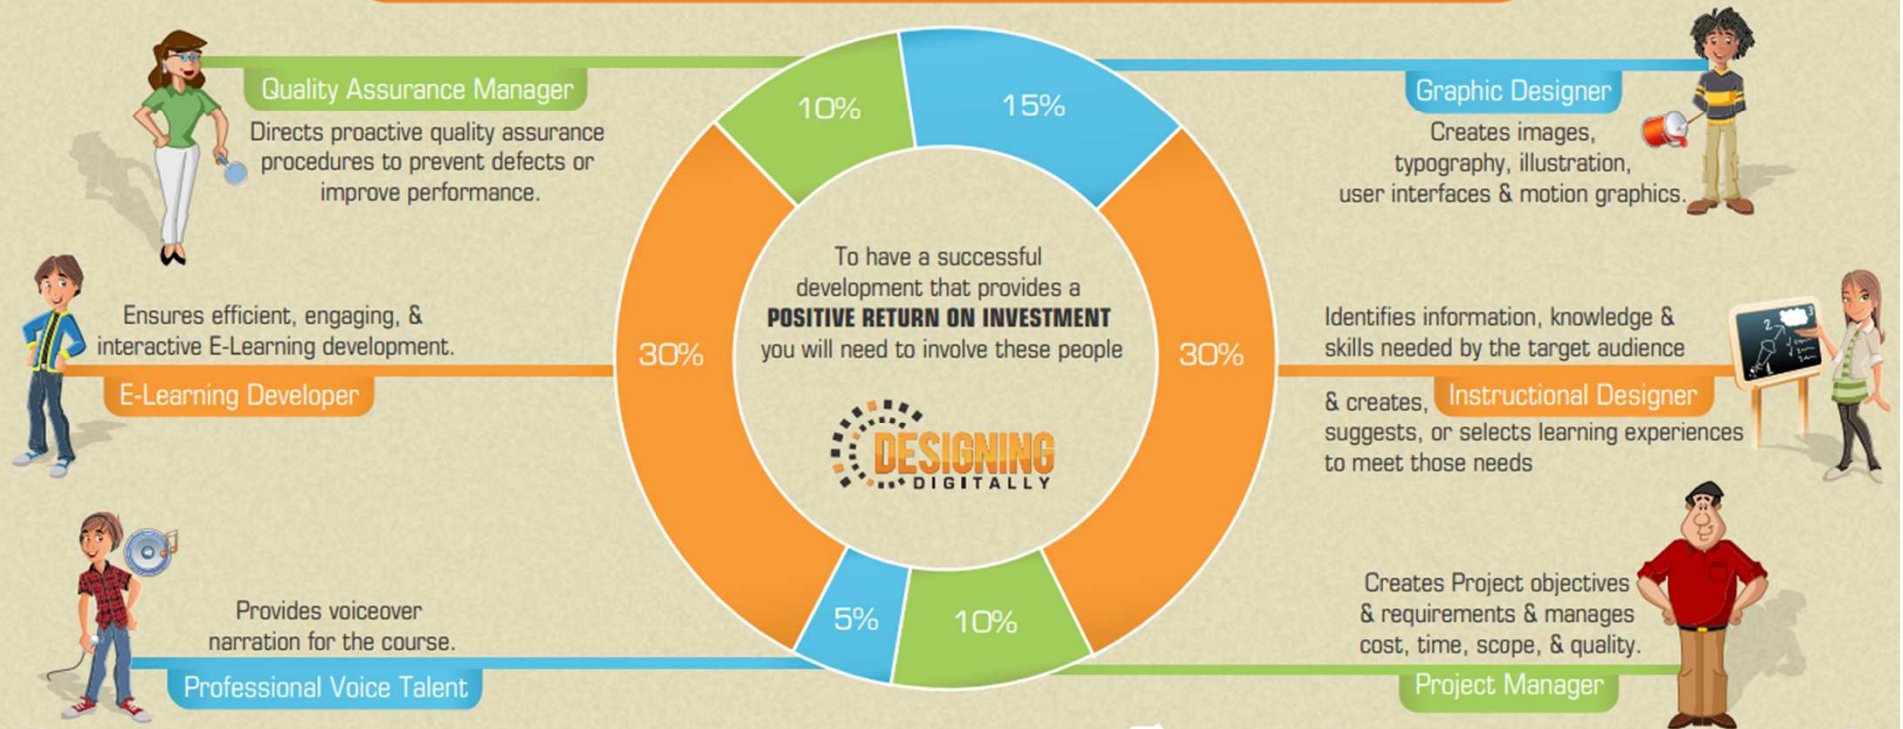 Quality Assurance Manager
Directs proactive quality assurance
procedures to prevent defects or
improve performance.
10%
15%
Graphic Designer
Creates images,
typography, illustration,
user interfaces & motion graphics.
Ensures efficient, engaging, &
interactive E-Learning development.
E-Learning Developer
30%
To have a successful
development that provides a
POSITIVE RETURN ON INVESTMENT
you will need to involve these people
DESIGNING
DIGITALLY
30%
Identifies information, knowledge &
skills needed by the target audience
Instructional Designer
& creates,
suggests, or selects learning experiences
to meet those needs
Provides voiceover
narration for the course.
Professional Voice Talent
5%
10%
Creates Project objectives
& requirements & manages
cost, time, scope, & quality.
Project Manager